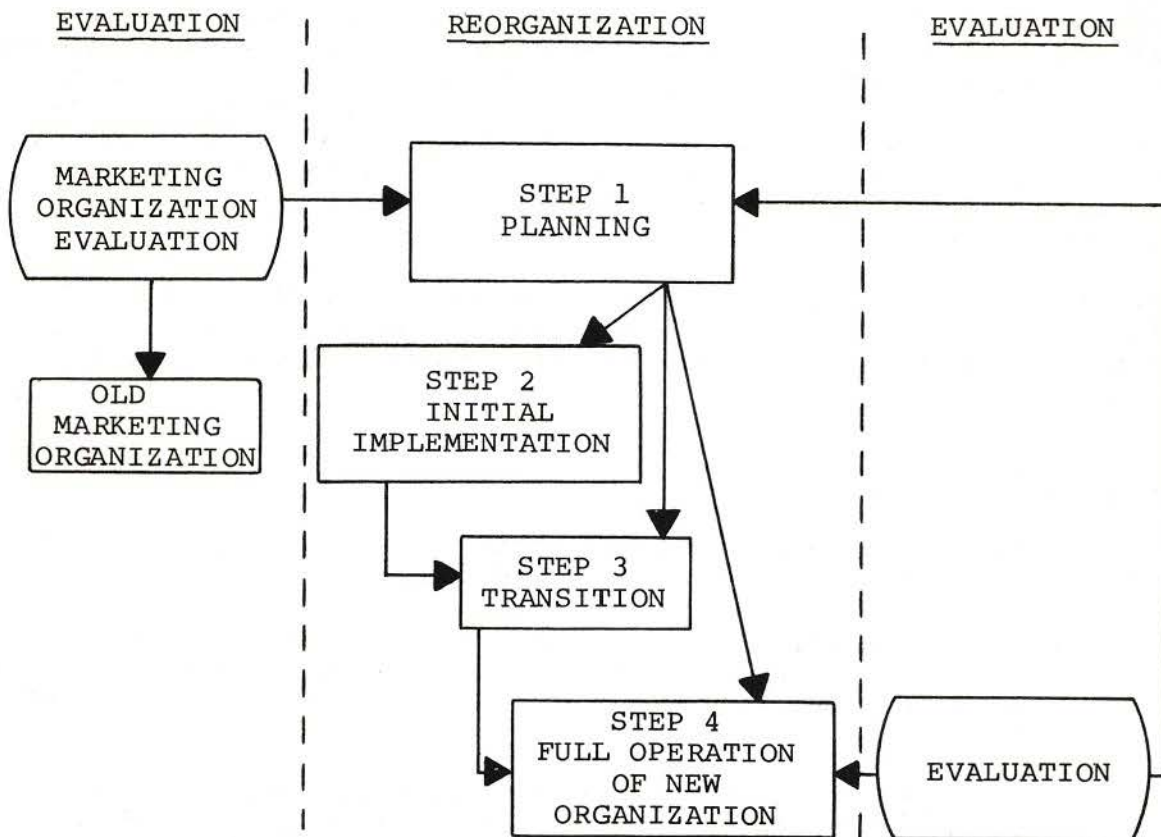 EVALUATION
REORGANIZATION
EVALUATION
MARKETING
ORGANIZATION
EVALUATION
STEP 1
PLANNING
OLD
MARKETING
ORGANIZATION
STEP 2
INITIAL
IMPLEMENTATION
STEP 3
TRANSITION
STEP 4
FULL OPERATION
OF NEW
ORGANIZATION
EVALUATION